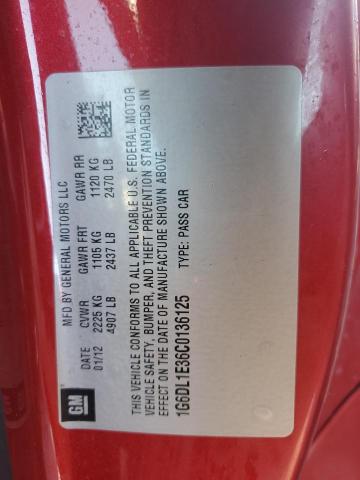 GM
MFD BY GENERAL MOTORS LLC
DATE CVWR GAWR FRT GAWR RR
01/12 2225 KG 1105 KG 1120 KG
4907 LB 2437 LB 2470 LB
THIS VEHICLE CONFORMS TO ALL APPLICABLE U.S. FEDERAL MOTOR
VEHICLE SAFETY, BUMPER, AND THEFT PREVENTION STANDARDS IN
EFFECT ON THE DATE OF MANUFACTURE SHOWN ABOVE.
1G6DL1E36C0136125 TYPE: PASS CAR